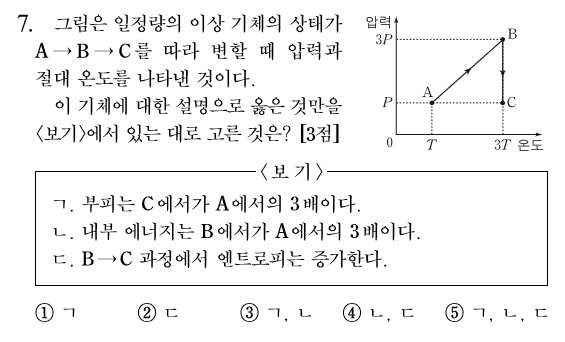 7. 그림은 일정량의 이상 기체의 상태가
A→B→C를 따라 변할 때 압력과
절대 온도를 나타낸 것이다.
이 기체에 대한 설명으로 옳은 것만을
〈보기〉에서 있는 대로 고른 것은? [3점]
압력
3P
B
A
P
C
0
T
3T 온도
〈보 기〉
ㄱ. 부피는 C에서가 A에서의 3배이다.
ㄴ. 내부 에너지는 B에서가 A에서의 3배이다.
ㄷ. B→C 과정에서 엔트로피는 증가한다.
① ㄱ ② ㄷ ③ ㄱ, ㄴ ④ ㄴ, ㄷ ⑤ ㄱ, ㄴ, ㄷ